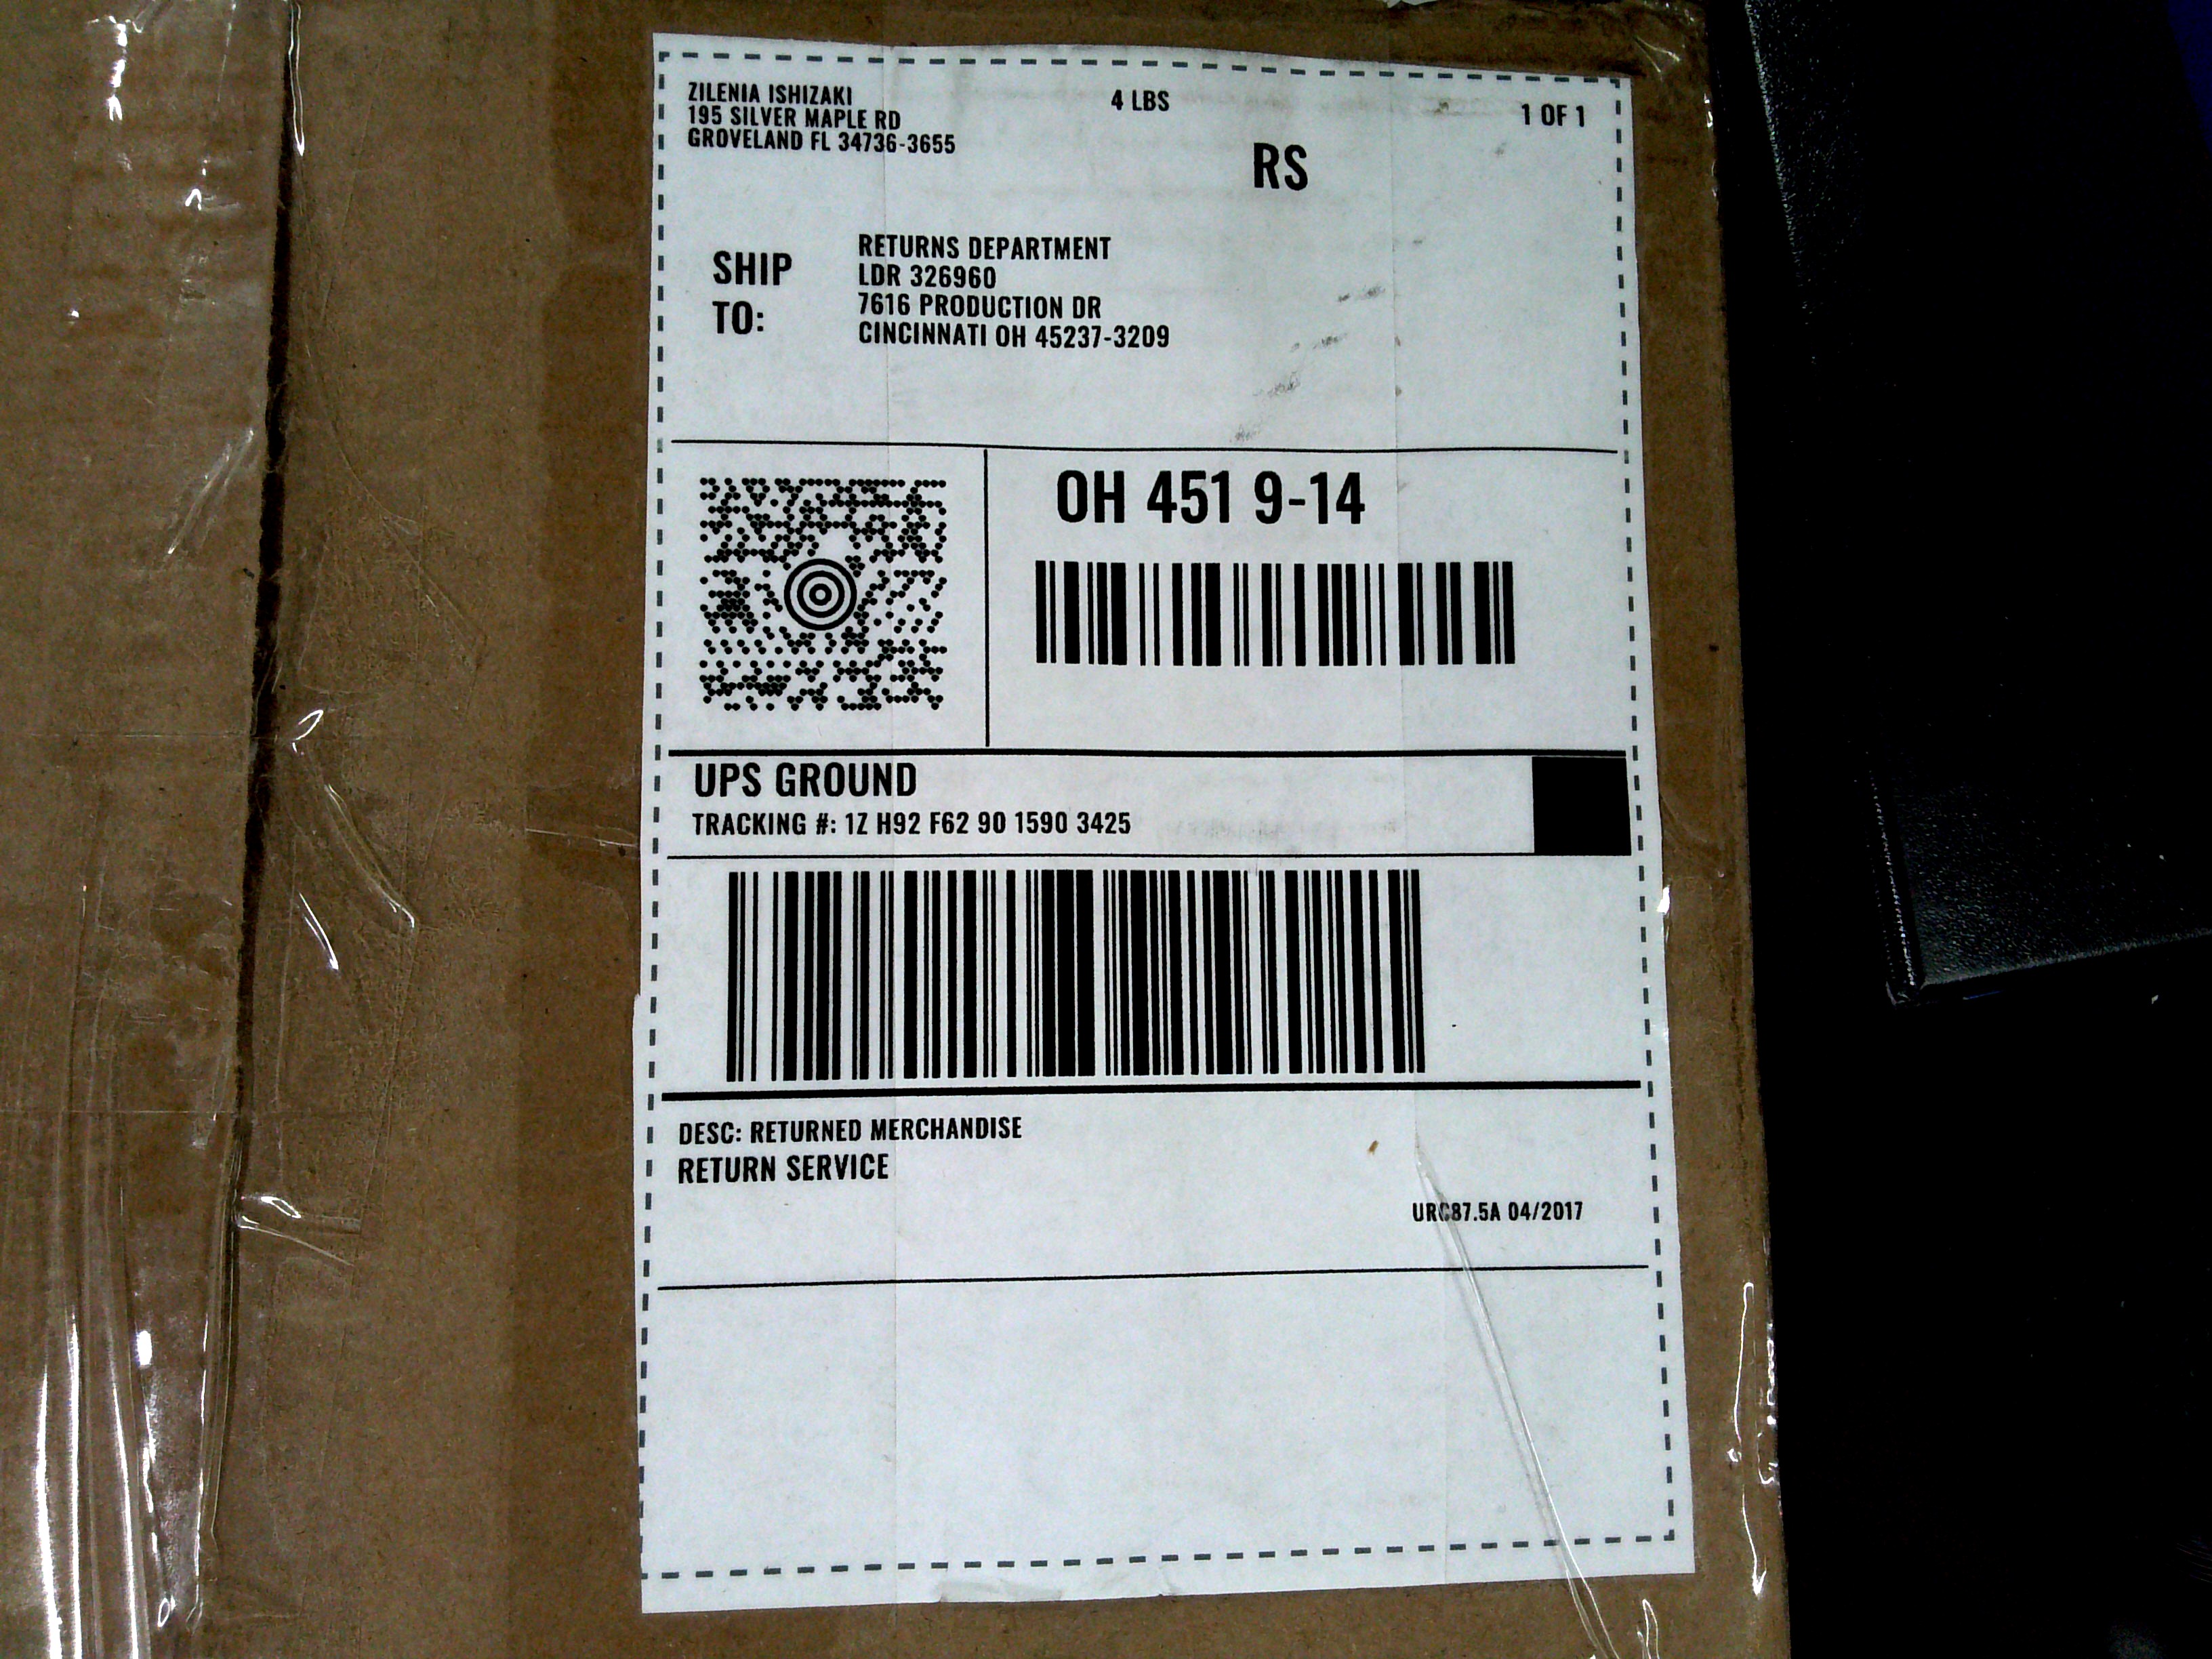 ZILENIA ISHIZAKI
195 SILVER MAPLE RD
GROVELAND FL 34736-3655
4 LBS
1 OF 1
RS
SHIP
TO:
RETURNS DEPARTMENT
LDR 326960
7616 PRODUCTION DR
CINCINNATI OH 45237-3209
OH 451 9-14
UPS GROUND
TRACKING #: 1Z H92 F62 90 1590 3425
DESC: RETURNED MERCHANDISE
RETURN SERVICE
URC87.5A 04/2017